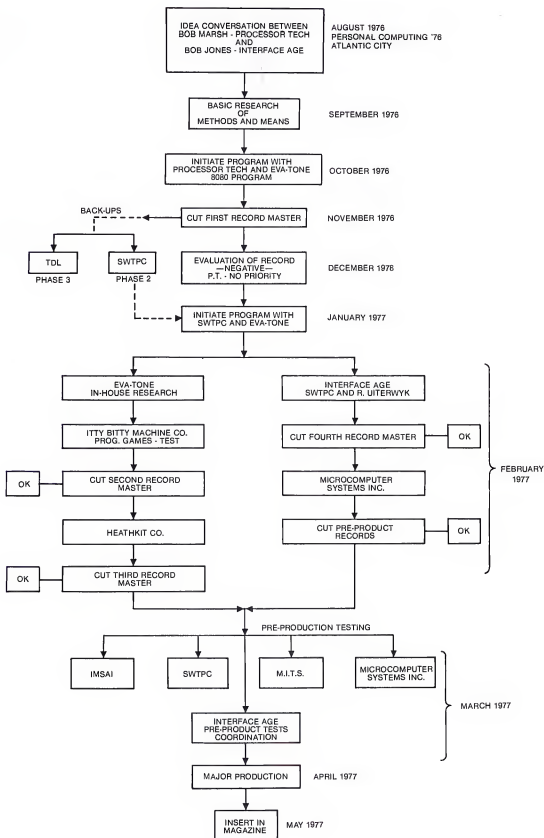 IDEA CONVERSATION BETWEEN
BOB MARSH - PROCESSOR TECH
AND
BOB JONES - INTERFACE AGE
AUGUST 1976
PERSONAL COMPUTING '76
ATLANTIC CITY
BASIC RESEARCH
OF
METHODS AND MEANS
SEPTEMBER 1976
INITIATE PROGRAM WITH
PROCESSOR TECH AND EVA-TONE
8080 PROGRAM
OCTOBER 1976
BACK-UPS
CUT FIRST RECORD MASTER
NOVEMBER 1976
TDL
PHASE 3
SWTPC
PHASE 2
EVALUATION OF RECORD
—NEGATIVE—
P.T. - NO PRIORITY
DECEMBER 1976
INITIATE PROGRAM WITH
SWTPC AND EVA-TONE
JANUARY 1977
EVA-TONE
IN-HOUSE RESEARCH
ITTY BITTY MACHINE CO.
PROG. GAMES - TEST
OK
CUT SECOND RECORD
MASTER
HEATHKIT CO.
OK
CUT THIRD RECORD
MASTER
INTERFACE AGE
SWTPC AND R. UITERWYK
CUT FOURTH RECORD MASTER
OK
MICROCOMPUTER
SYSTEMS INC.
CUT PRE-PRODUCT
RECORDS
OK
FEBRUARY
1977
PRE-PRODUCTION TESTING
IMSAI
SWTPC
M.I.T.S.
MICROCOMPUTER
SYSTEMS INC.
INTERFACE AGE
PRE-PRODUCT TESTS
COORDINATION
MARCH 1977
MAJOR PRODUCTION
APRIL 1977
INSERT IN
MAGAZINE
MAY 1977